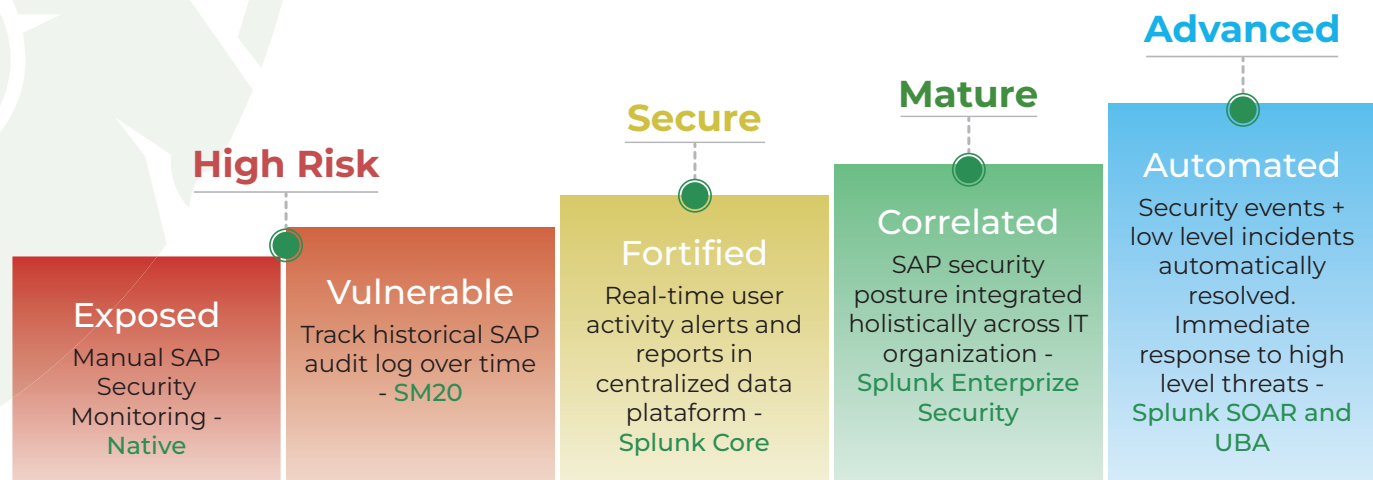 High Risk
Exposed
Manual SAP
Security
Monitoring -
Native
Vulnerable
Track historical SAP
audit log over time
- SM20
Secure
Fortified
Real-time user
activity alerts and
reports in
centralized data
plataform -
Splunk Core
Mature
Correlated
SAP security
posture integrated
holistically across IT
organization -
Splunk Enterprize
Security
Advanced
Automated
Security events +
low level incidents
automatically
resolved.
Immediate
response to high
level threats -
Splunk SOAR and
UBA